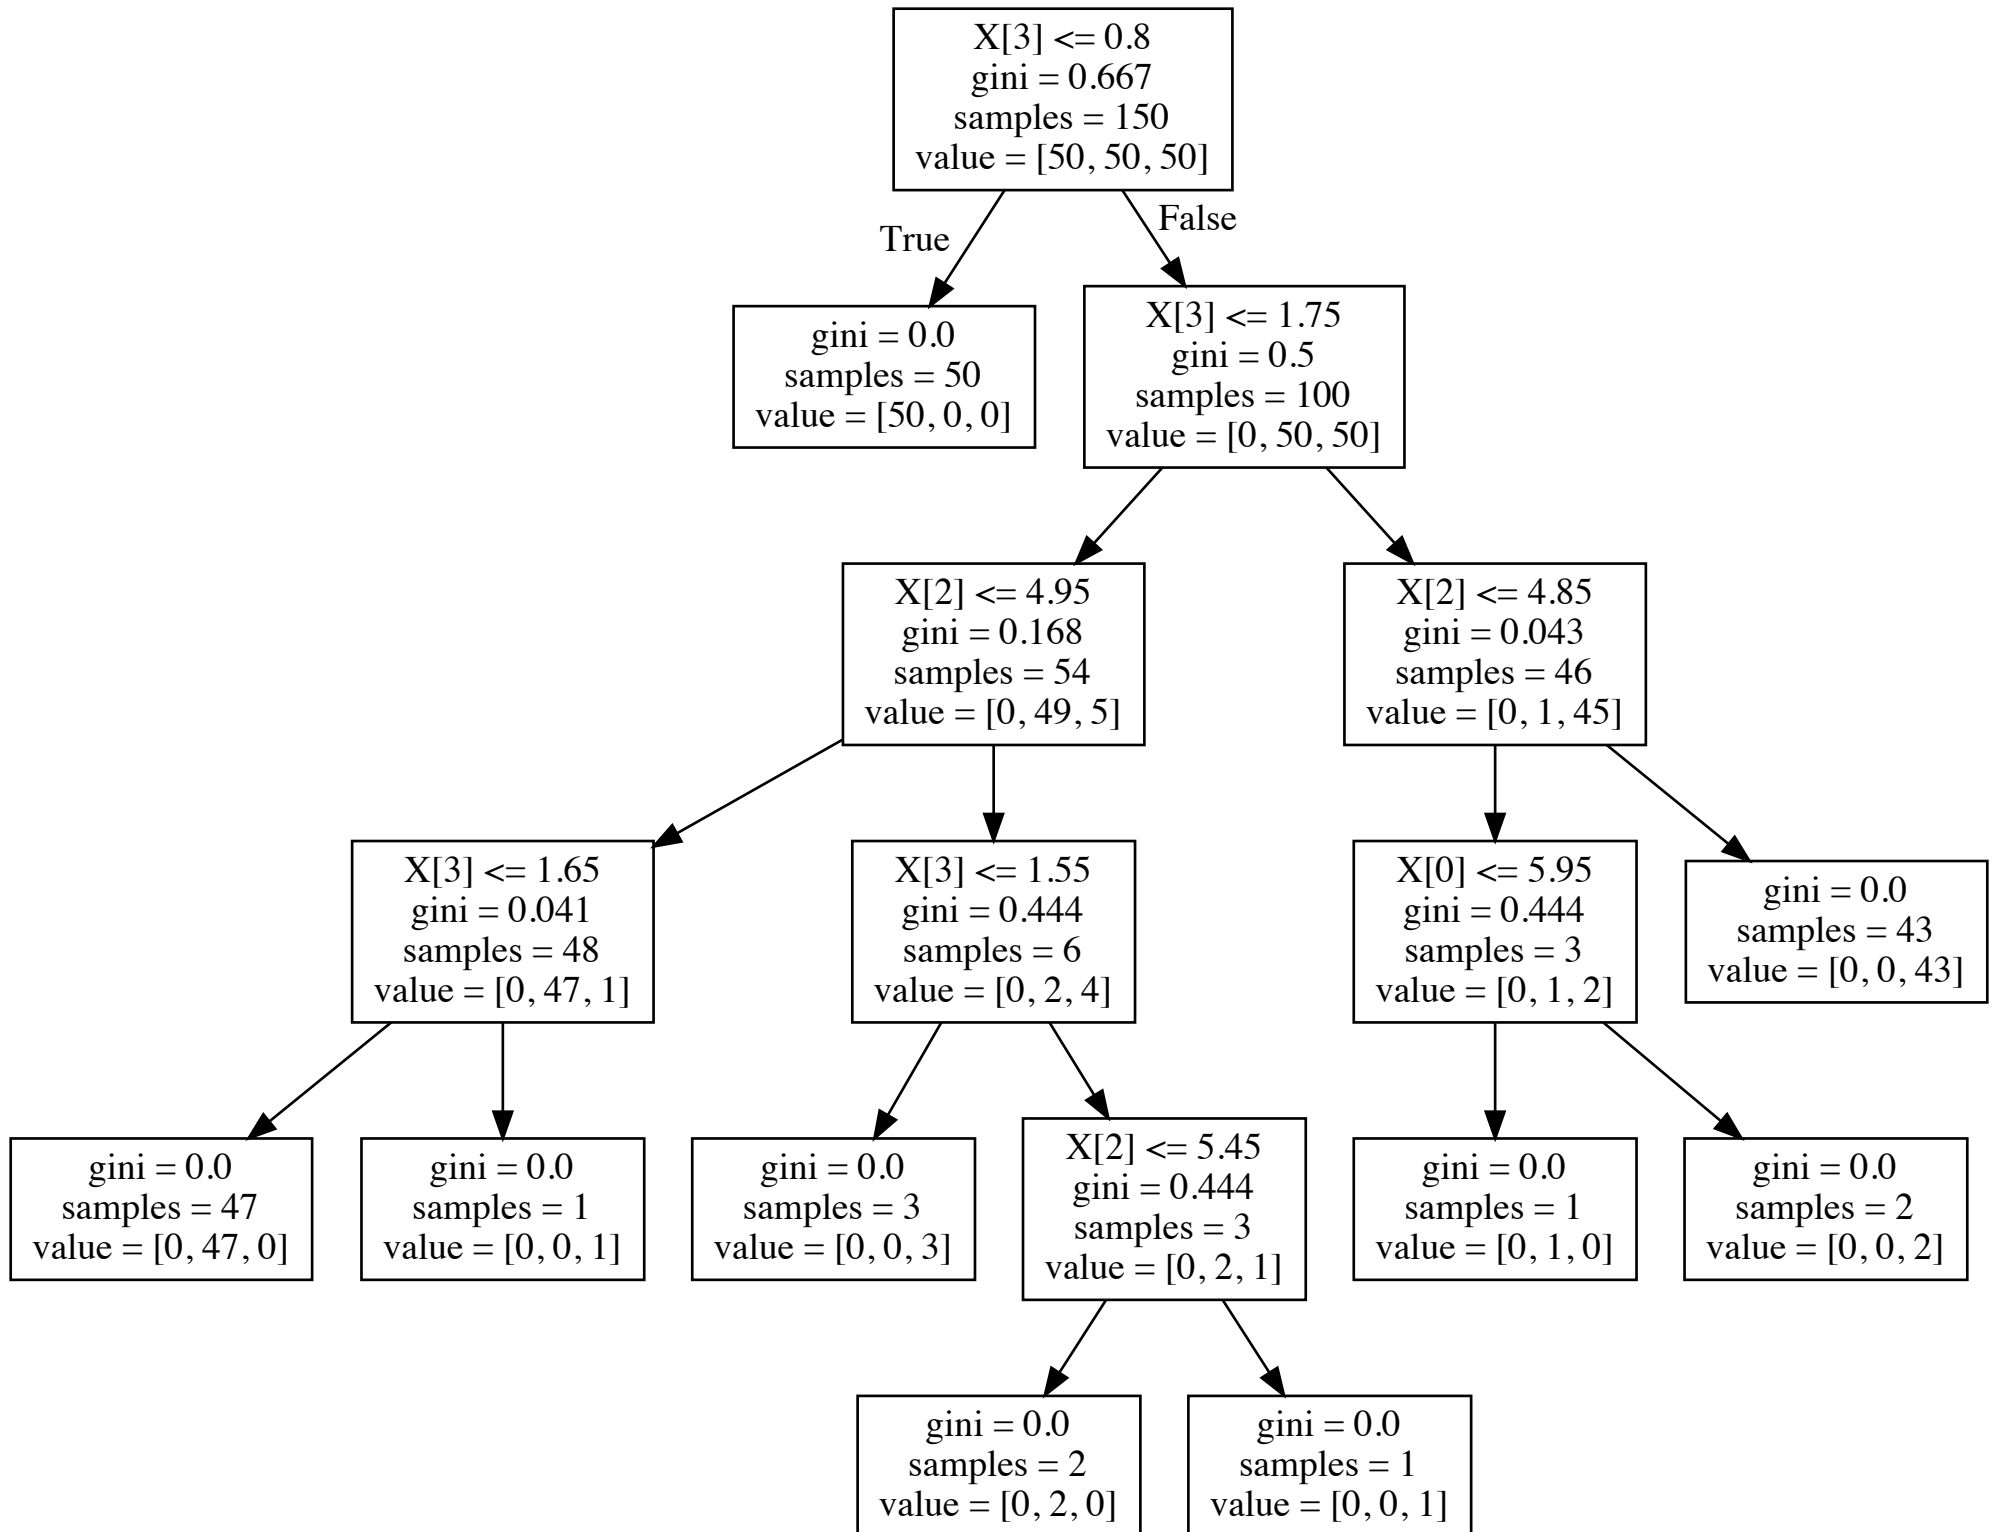 X[3] <= 0.8
gini = 0.667
samples = 150
value = [50, 50, 50]
True
False
gini = 0.0
samples = 50
value = [50, 0, 0]
X[3] <= 1.75
gini = 0.5
samples = 100
value = [0, 50, 50]
X[2] <= 4.95
gini = 0.168
samples = 54
value = [0, 49, 5]
X[2] <= 4.85
gini = 0.043
samples = 46
value = [0, 1, 45]
X[3] <= 1.65
gini = 0.041
samples = 48
value = [0, 47, 1]
X[3] <= 1.55
gini = 0.444
samples = 6
value = [0, 2, 4]
X[0] <= 5.95
gini = 0.444
samples = 3
value = [0, 1, 2]
gini = 0.0
samples = 43
value = [0, 0, 43]
gini = 0.0
samples = 47
value = [0, 47, 0]
gini = 0.0
samples = 1
value = [0, 0, 1]
gini = 0.0
samples = 3
value = [0, 0, 3]
X[2] <= 5.45
gini = 0.444
samples = 3
value = [0, 2, 1]
gini = 0.0
samples = 1
value = [0, 1, 0]
gini = 0.0
samples = 2
value = [0, 0, 2]
gini = 0.0
samples = 2
value = [0, 2, 0]
gini = 0.0
samples = 1
value = [0, 0, 1]